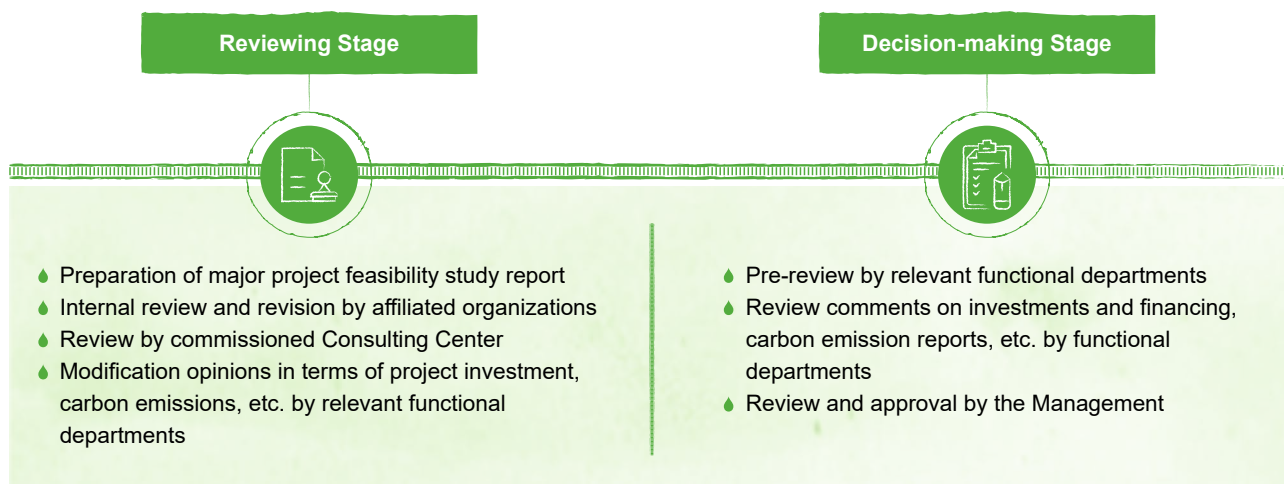 Reviewing Stage
Decision-making Stage
Preparation of major project feasibility study report
Internal review and revision by affiliated organizations
Review by commissioned Consulting Center
Modification opinions in terms of project investment,
carbon emissions, etc. by relevant functional
departments
Pre-review by relevant functional departments
Review comments on investments and financing,
carbon emission reports, etc. by functional
departments
Review and approval by the Management